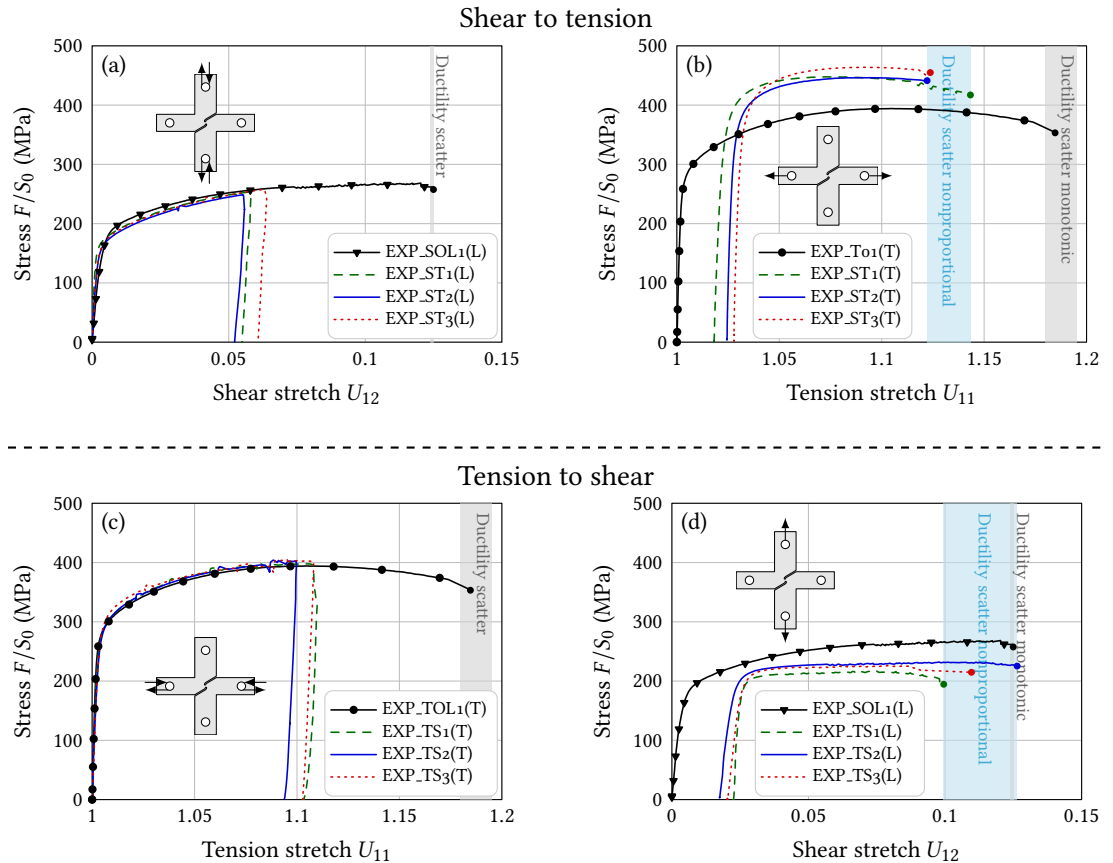 Shear to tension
(a)
Stress F/S0 (MPa)
500
400
300
200
100
0
0
0.05
0.1
0.15
Shear stretch U12
Ductility scatter
EXP_SOL1(L)
EXP_ST1(L)
EXP_ST2(L)
EXP_ST3(L)
(b)
Stress F/S0 (MPa)
500
400
300
200
100
0
1
1.05
1.1
1.15
1.2
Tension stretch U11
Ductility scatter nonproportional
Ductility scatter monotonic
EXP_To1(T)
EXP_ST1(T)
EXP_ST2(T)
EXP_ST3(T)
Tension to shear
(c)
Stress F/S0 (MPa)
500
400
300
200
100
0
1
1.05
1.1
1.15
1.2
Tension stretch U11
Ductility scatter
EXP_TOL1(T)
EXP_TS1(T)
EXP_TS2(T)
EXP_TS3(T)
(d)
Stress F/S0 (MPa)
500
400
300
200
100
0
0
0.05
0.1
0.15
Shear stretch U12
Ductility scatter nonproportional
Ductility scatter monotonic
EXP_SOL1(L)
EXP_TS1(L)
EXP_TS2(L)
EXP_TS3(L)